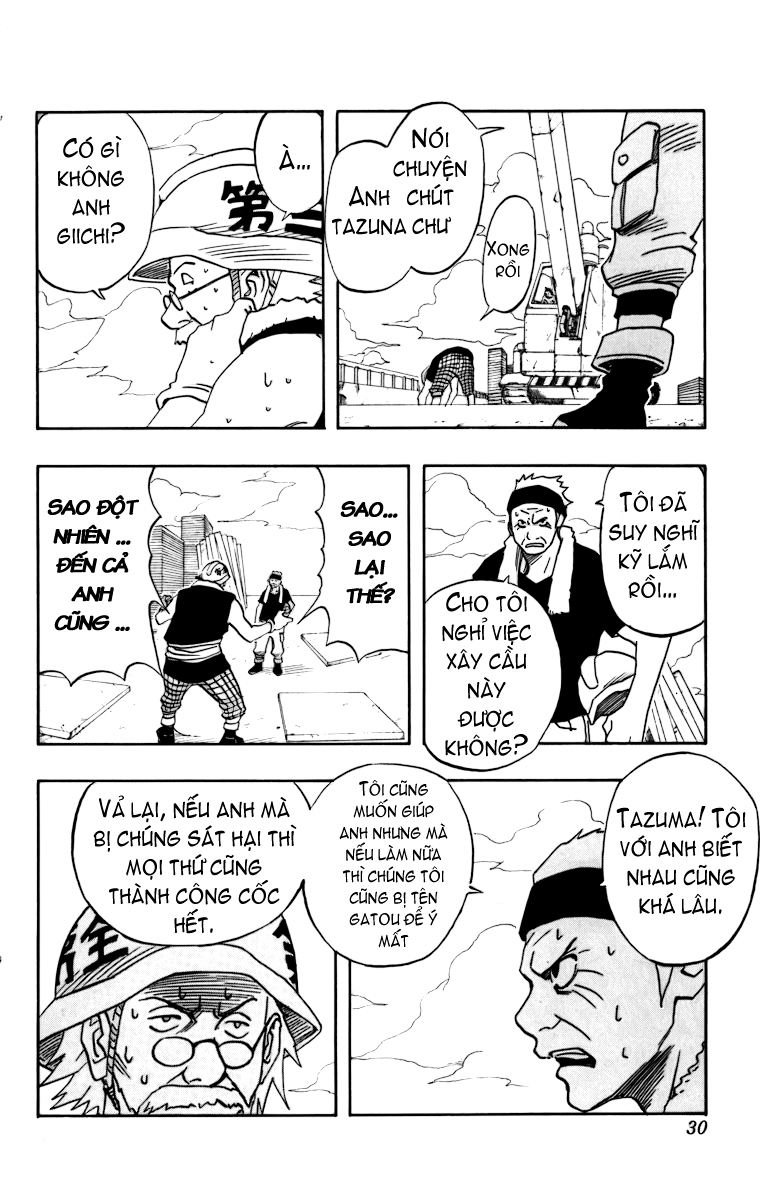 NÓI
CHUYỆN
ANH CHÚT
TAZUNA CHƯ
XONG
RỒI
À...
CÓ GÌ
KHÔNG
ANH
GIICHI?
第
TÔI ĐÃ
SUY NGHĨ
KỸ LẮM
RỒI...
CHO TÔI
NGHỈ VIỆC
XÂY CẦU
NÀY
ĐƯỢC
KHÔNG?
SAO...
SAO
LẠI
THẾ?
SAO ĐỘT
NHIÊN ...
ĐẾN CẢ
ANH
CŨNG ...
TAZUMA! TÔI
VỚI ANH BIẾT
NHAU CŨNG
KHÁ LÂU.
TÔI CŨNG
MUỐN GIÚP
ANH NHƯNG MÀ
NẾU LÀM NỮA
THÌ CHÚNG TÔI
CŨNG BỊ TÊN
GATOU ĐỂ Ý
MẤT
VẢ LẠI, NẾU ANH MÀ
BỊ CHÚNG SÁT HẠI THÌ
MỌI THỨ CŨNG
THÀNH CÔNG CỐC
HẾT.
全
30